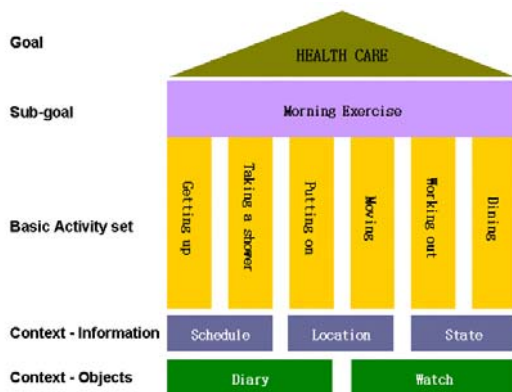 Goal
HEALTH CARE
Sub-goal
Morning Exercise
Basic Activity set
Getting up
Taking a shower
Putting on
Moving
Working out
Dining
Context - Information
Schedule
Location
State
Context - Objects
Diary
Watch